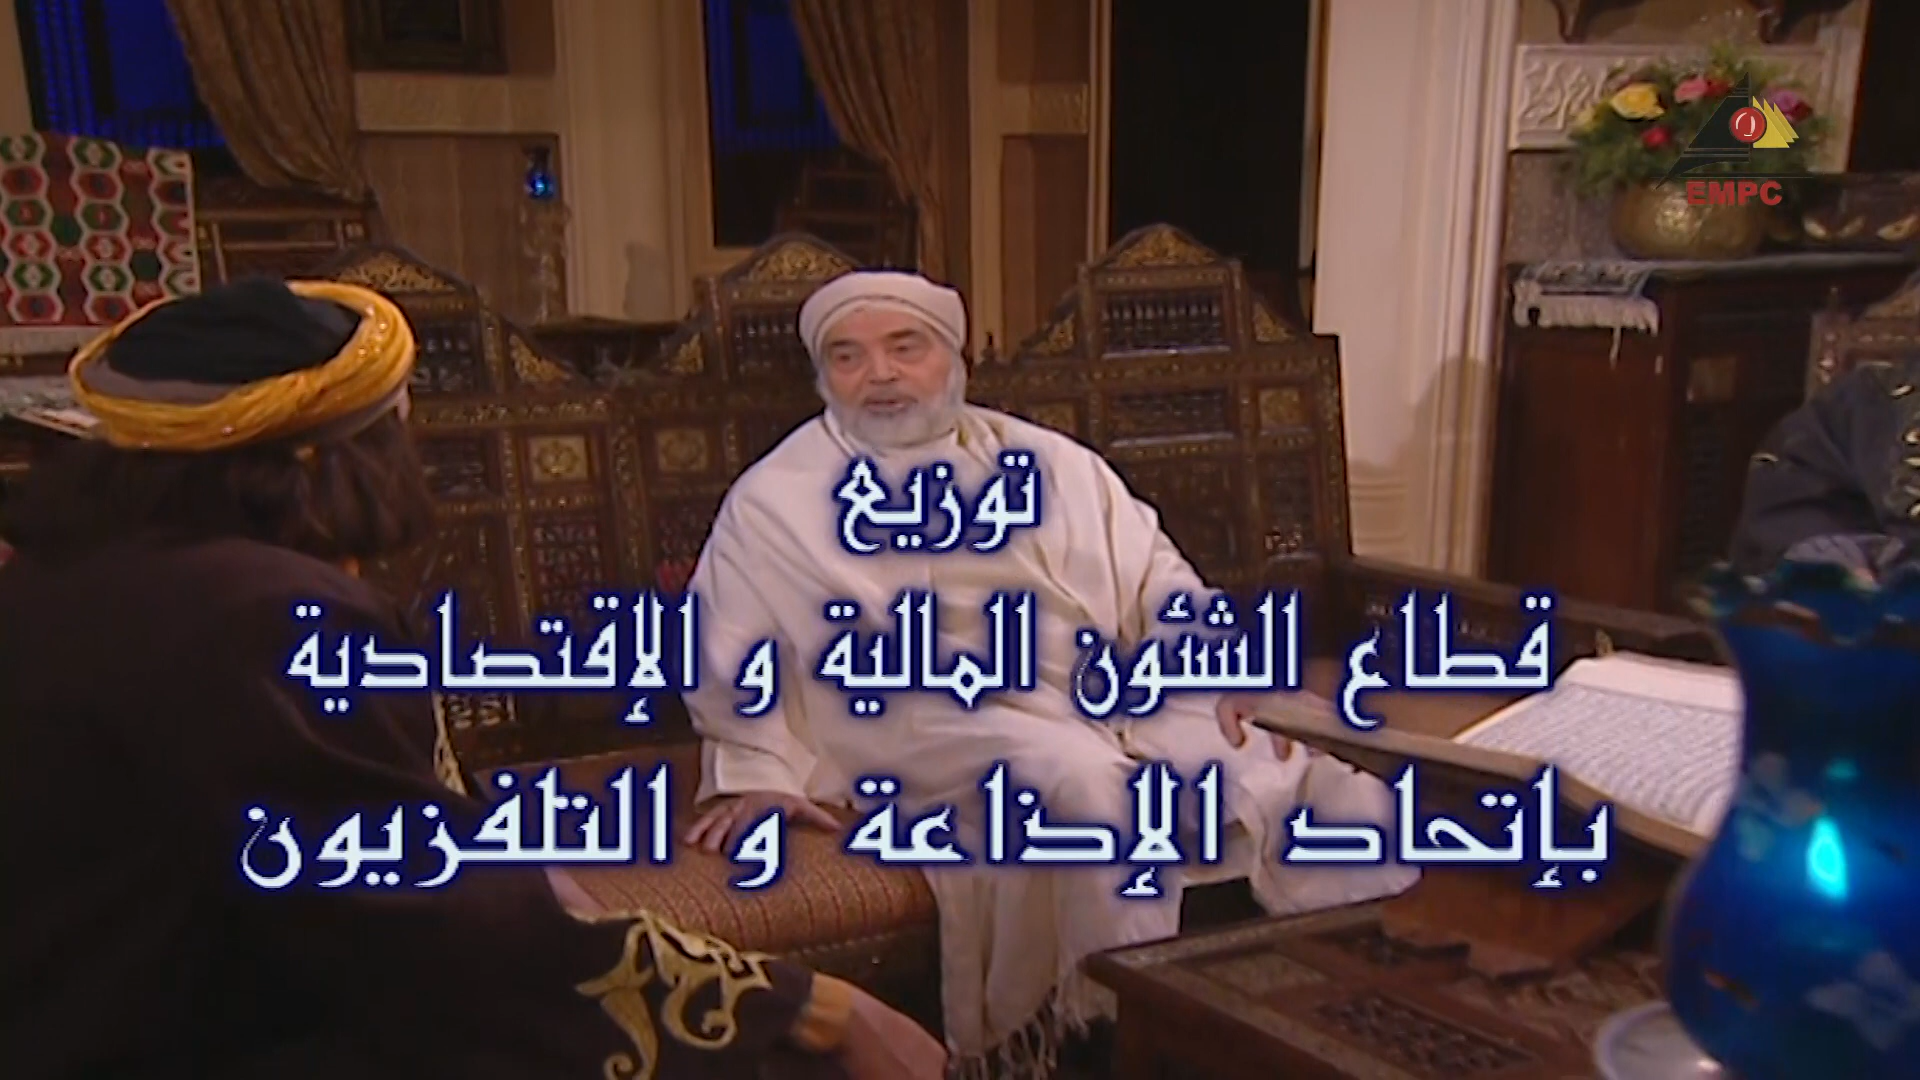 EMPC
توزيع
قطاع الشئون المالية و الإقتصادية
بإتحاد الإذاعة و التلفزيون